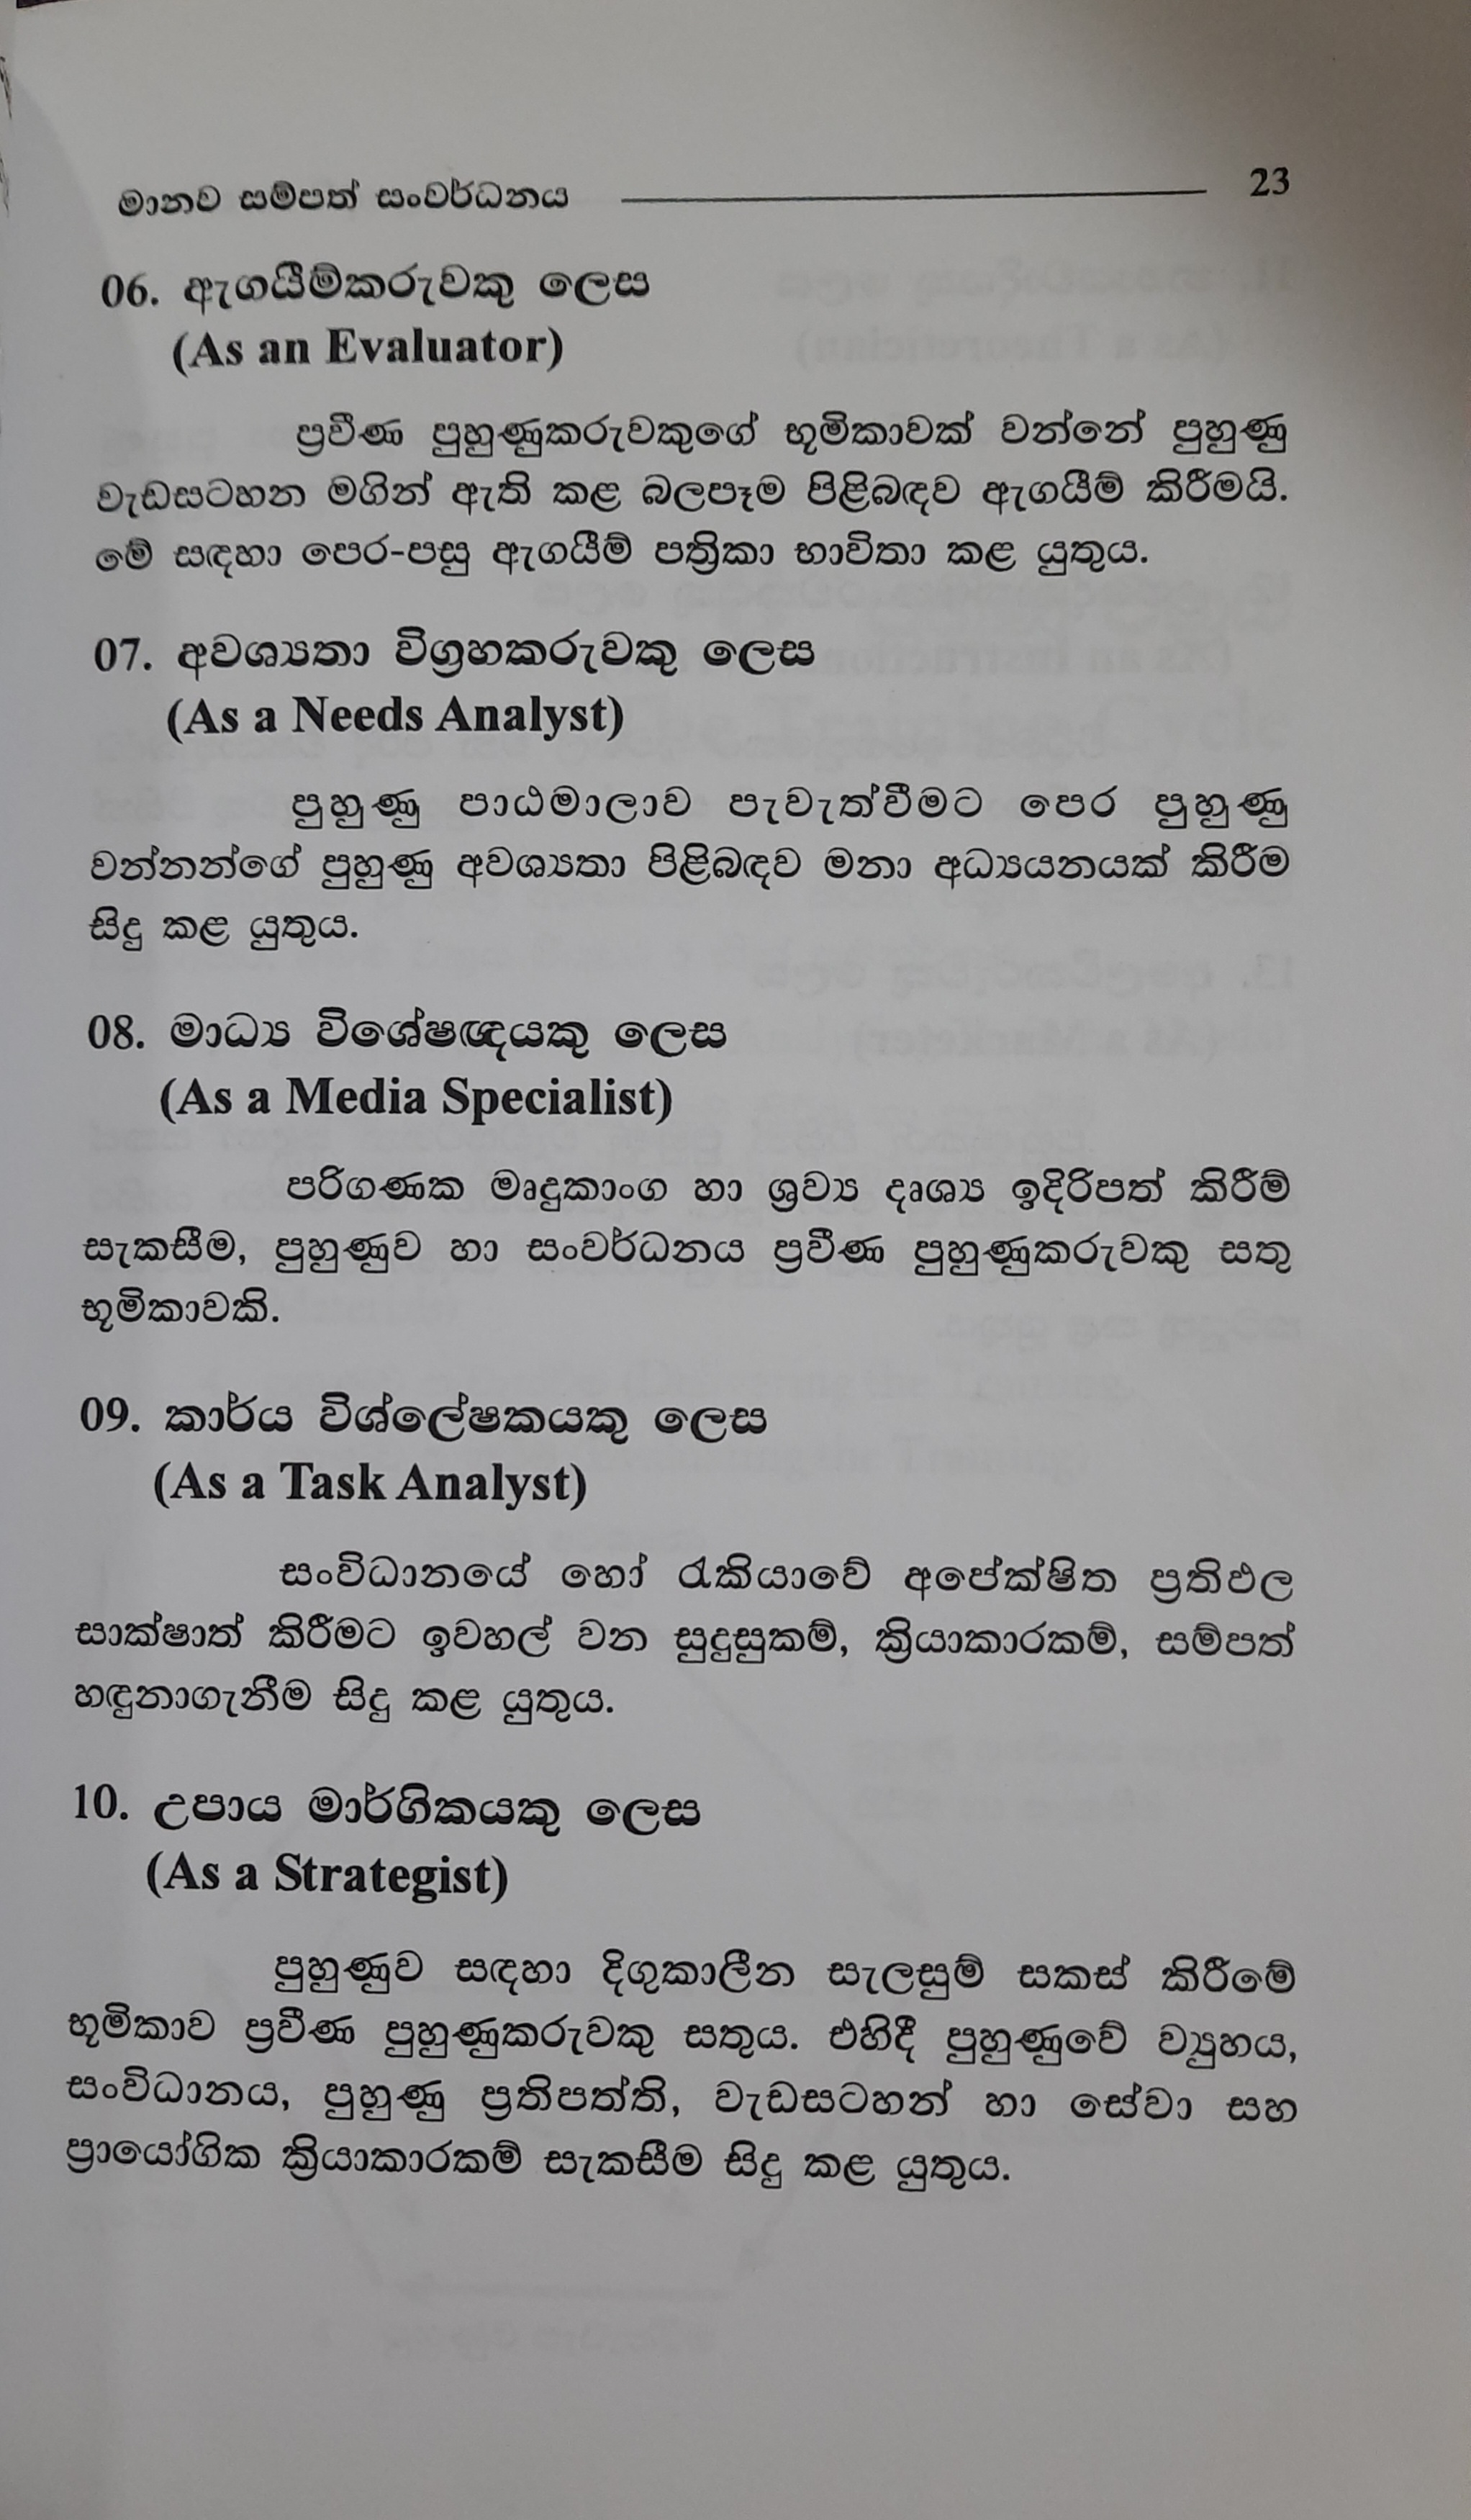 මානව සම්පත් සංවර්ධනය 23
06. ඇගයීම්කරුවකු ලෙස
(As an Evaluator)
ප්‍රවීණ පුහුණුකරුවකුගේ භූමිකාවක් වන්නේ පුහුණු
වැඩසටහන මගින් ඇති කළ බලපෑම පිළිබඳව ඇගයීම් කිරීමයි.
මේ සඳහා පෙර-පසු ඇගයීම් පත්‍රිකා භාවිතා කළ යුතුය.
07. අවශ්‍යතා විග්‍රහකරුවකු ලෙස
(As a Needs Analyst)
පුහුණු පාඨමාලාව පැවැත්වීමට පෙර පුහුණු
වන්නන්ගේ පුහුණු අවශ්‍යතා පිළිබඳව මනා අධ්‍යයනයක් කිරීම
සිදු කළ යුතුය.
08. මාධ්‍ය විශේෂඥයකු ලෙස
(As a Media Specialist)
පරිගණක මෘදුකාංග හා ශ්‍රව්‍ය දෘශ්‍ය ඉදිරිපත් කිරීම්
සැකසීම, පුහුණුව හා සංවර්ධනය ප්‍රවීණ පුහුණුකරුවකු සතු
භූමිකාවකි.
09. කාර්ය විශ්ලේෂකයකු ලෙස
(As a Task Analyst)
සංවිධානයේ හෝ රැකියාවේ අපේක්ෂිත ප්‍රතිඵල
සාක්ෂාත් කිරීමට ඉවහල් වන සුදුසුකම්, ක්‍රියාකාරකම්, සම්පත්
හඳුනාගැනීම සිදු කළ යුතුය.
10. උපාය මාර්ගිකයකු ලෙස
(As a Strategist)
පුහුණුව සඳහා දිගුකාලීන සැලසුම් සකස් කිරීමේ
භූමිකාව ප්‍රවීණ පුහුණුකරුවකු සතුය. එහිදී පුහුණුවේ ව්‍යුහය,
සංවිධානය, පුහුණු ප්‍රතිපත්ති, වැඩසටහන් හා සේවා සහ
ප්‍රායෝගික ක්‍රියාකාරකම් සැකසීම සිදු කළ යුතුය.